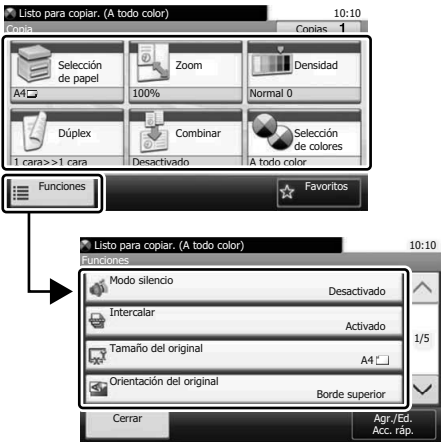 Listo para copiar. (A todo color) 10:10
Copia Copias 1
Selección
de papel
A4
Zoom
100%
Densidad
Normal 0
Dúplex
1 cara>>1 cara
Combinar
Desactivado
Selección
de colores
A todo color
Funciones
Favoritos
Listo para copiar. (A todo color) 10:10
Funciones
Modo silencio
Desactivado
Intercalar
Activado
1/5
Tamaño del original
A4
Orientación del original
Borde superior
Cerrar
Agr./Ed.
Acc. ráp.